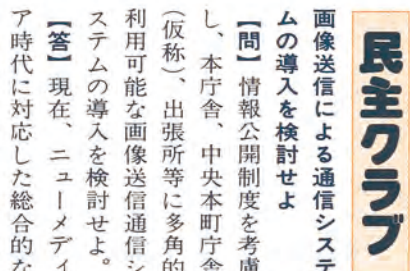 民主クラブ
画像送信による通信システ
ムの導入を検討せよ
【問】 情報公開制度を考慮
し、本庁舎、中央本町庁舎
(仮称)、出張所等に多角的
利用可能な画像送信通信シ
ステムの導入を検討せよ。
【答】 現在、ニューメディ
ア時代に対応した総合的な